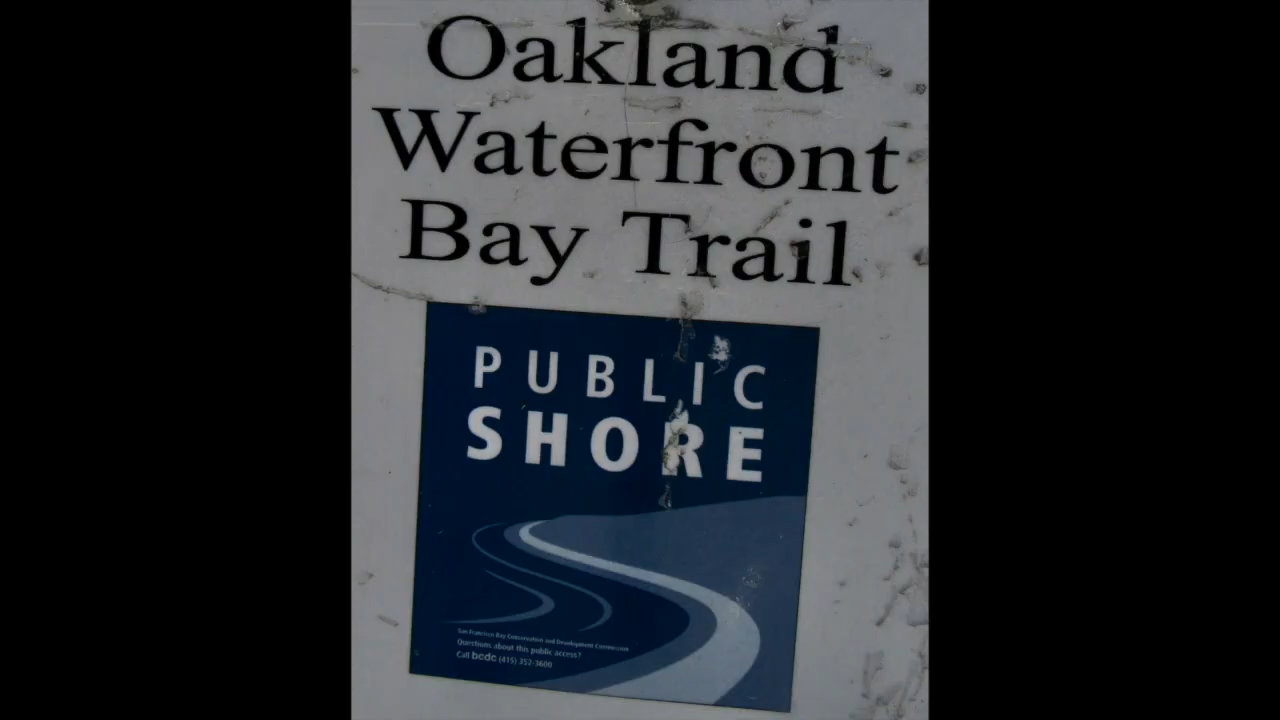 Oakland
Waterfront
Bay Trail
PUBLIC
SHORE
San Francisco Bay Conservation and Development Commission
Questions about this public access?
Call bcdc (415) 352-3600